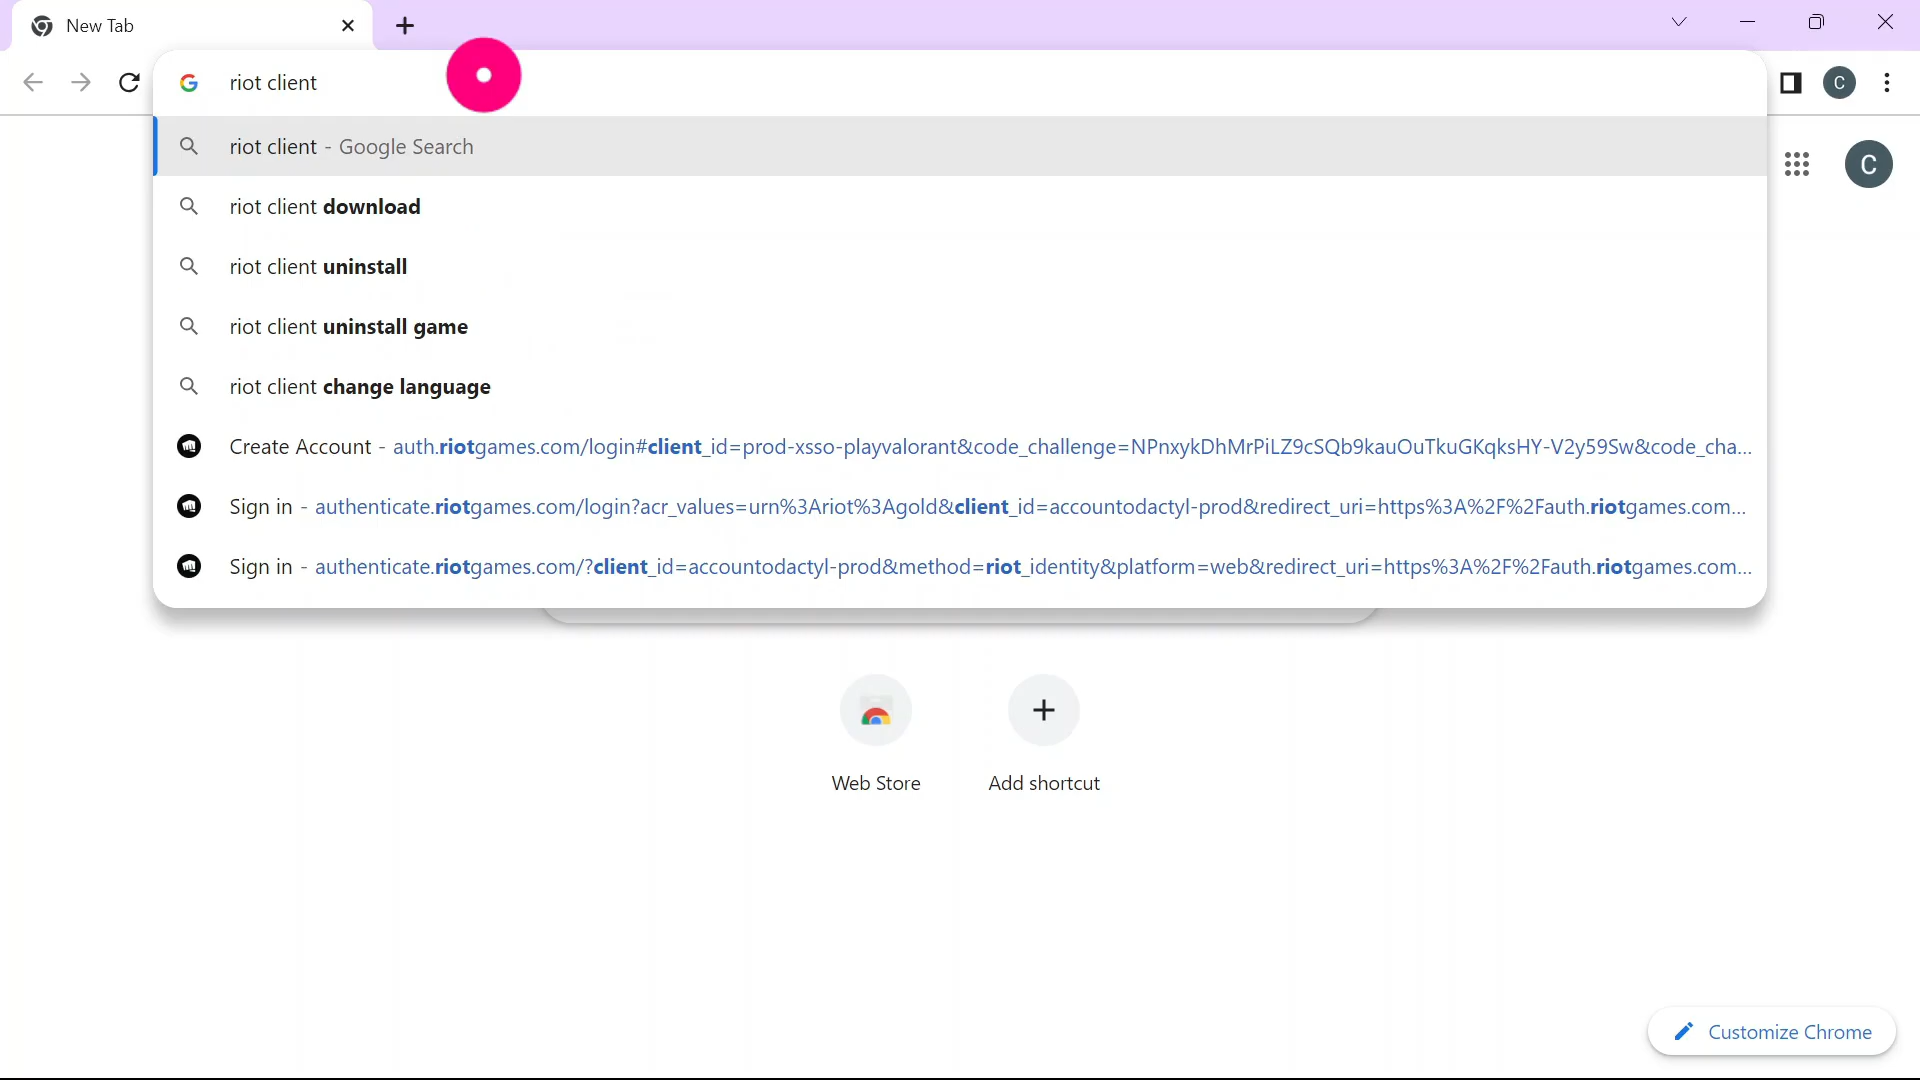 New Tab
riot client
riot client - Google Search
riot client download
riot client uninstall
riot client uninstall game
riot client change language
Create Account - auth.riotgames.com/login#client_id=prod-xsso-playvalorant&code_challenge=NPnxykDhMrPiLZ9cSQb9kauOuTkuGKqksHY-V2y59Sw&code_cha...
Sign in - authenticate.riotgames.com/login?acr_values=urn%3Ariot%3Agold&client_id=accountodactyl-prod&redirect_uri=https%3A%2F%2Fauth.riotgames.com...
Sign in - authenticate.riotgames.com/?client_id=accountodactyl-prod&method=riot_identity&platform=web&redirect_uri=https%3A%2F%2Fauth.riotgames.com...
C
C
Web Store
Add shortcut
Customize Chrome